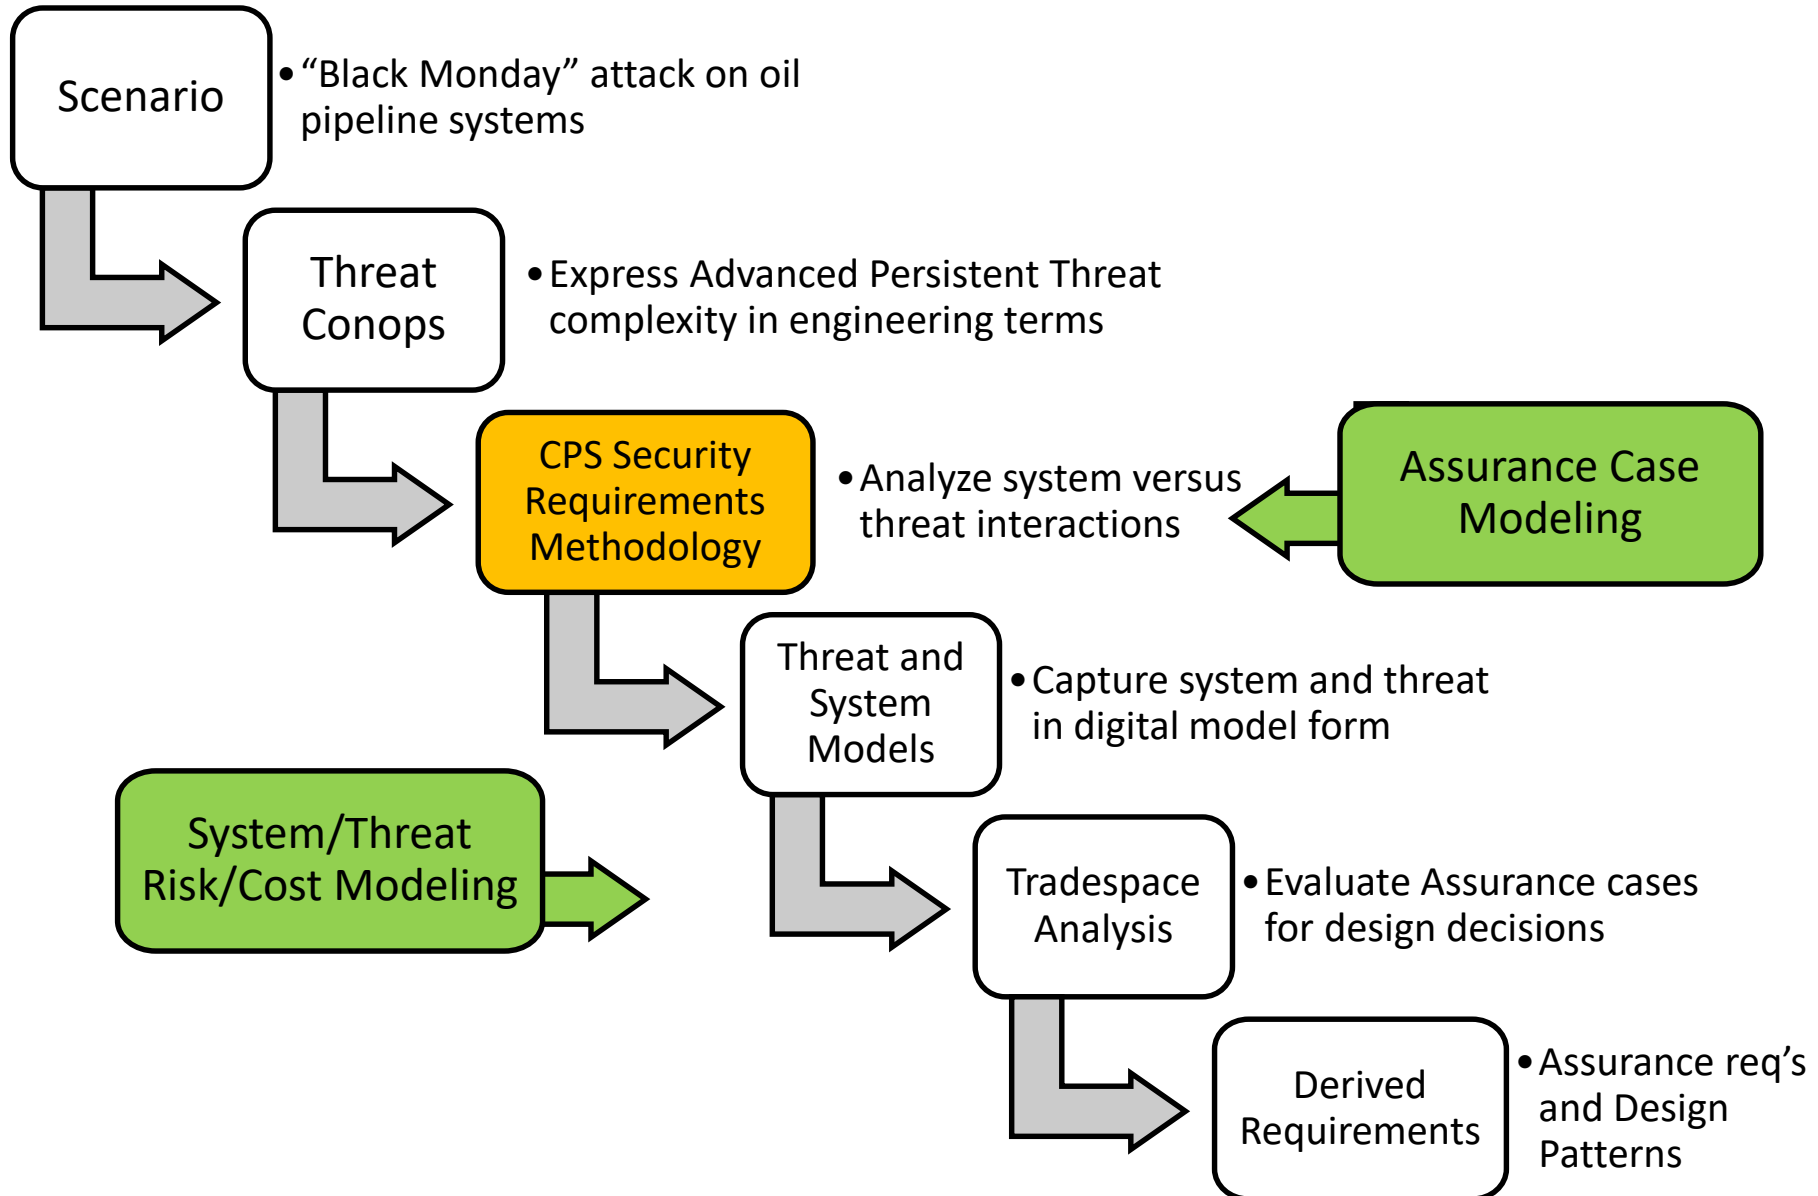 Scenario
•“Black Monday” attack on oil
pipeline systems
Threat
Conops
•Express Advanced Persistent Threat
complexity in engineering terms
CPS Security
Requirements
Methodology
•Analyze system versus
threat interactions
Assurance Case
Modeling
Threat and
System
Models
•Capture system and threat
in digital model form
System/Threat
Risk/Cost Modeling
Tradespace
Analysis
•Evaluate Assurance cases
for design decisions
Derived
Requirements
•Assurance req’s
and Design
Patterns